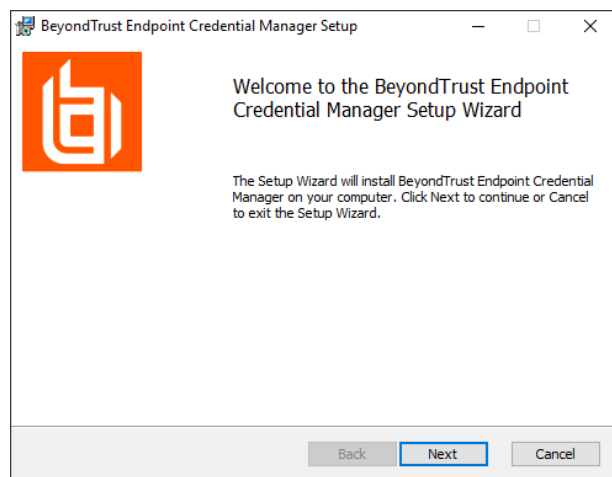 BeyondTrust Endpoint Credential Manager Setup
Welcome to the BeyondTrust Endpoint
Credential Manager Setup Wizard
The Setup Wizard will install BeyondTrust Endpoint Credential
Manager on your computer. Click Next to continue or Cancel
to exit the Setup Wizard.
Back Next Cancel